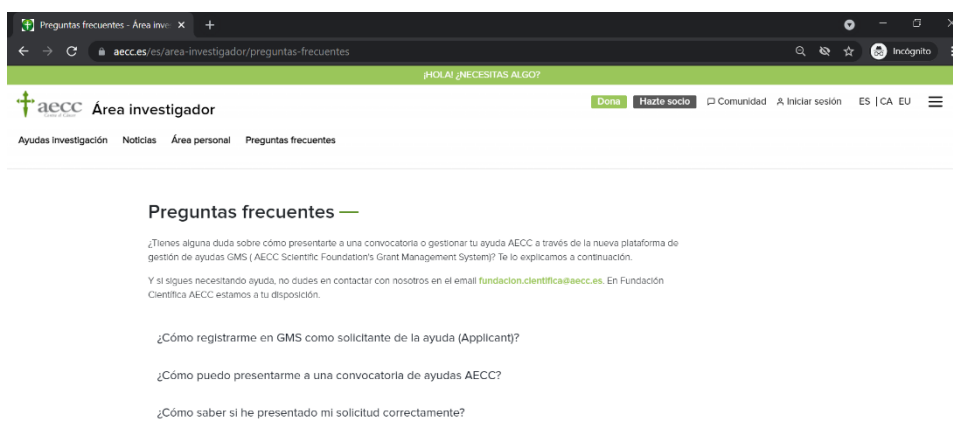 Preguntas frecuentes - Área inve
aecc.es/es/area-investigador/preguntas-frecuentes
Incógnito
¡HOLA! ¿NECESITAS ALGO?
aecc Área investigador
Dona Hazte socio Comunidad Iniciar sesión ES | CA EU
Ayudas investigación Noticias Área personal Preguntas frecuentes
Preguntas frecuentes
¿Tienes alguna duda sobre cómo presentarte a una convocatoria o gestionar tu ayuda AECC a través de la nueva plataforma de
gestión de ayudas GMS ( AECC Scientific Foundation's Grant Management System)? Te lo explicamos a continuación.
Y si sigues necesitando ayuda, no dudes en contactar con nosotros en el email fundacion.cientifica@aecc.es. En Fundación
Científica AECC estamos a tu disposición.
¿Cómo registrarme en GMS como solicitante de la ayuda (Applicant)?
¿Cómo puedo presentarme a una convocatoria de ayudas AECC?
¿Cómo saber si he presentado mi solicitud correctamente?